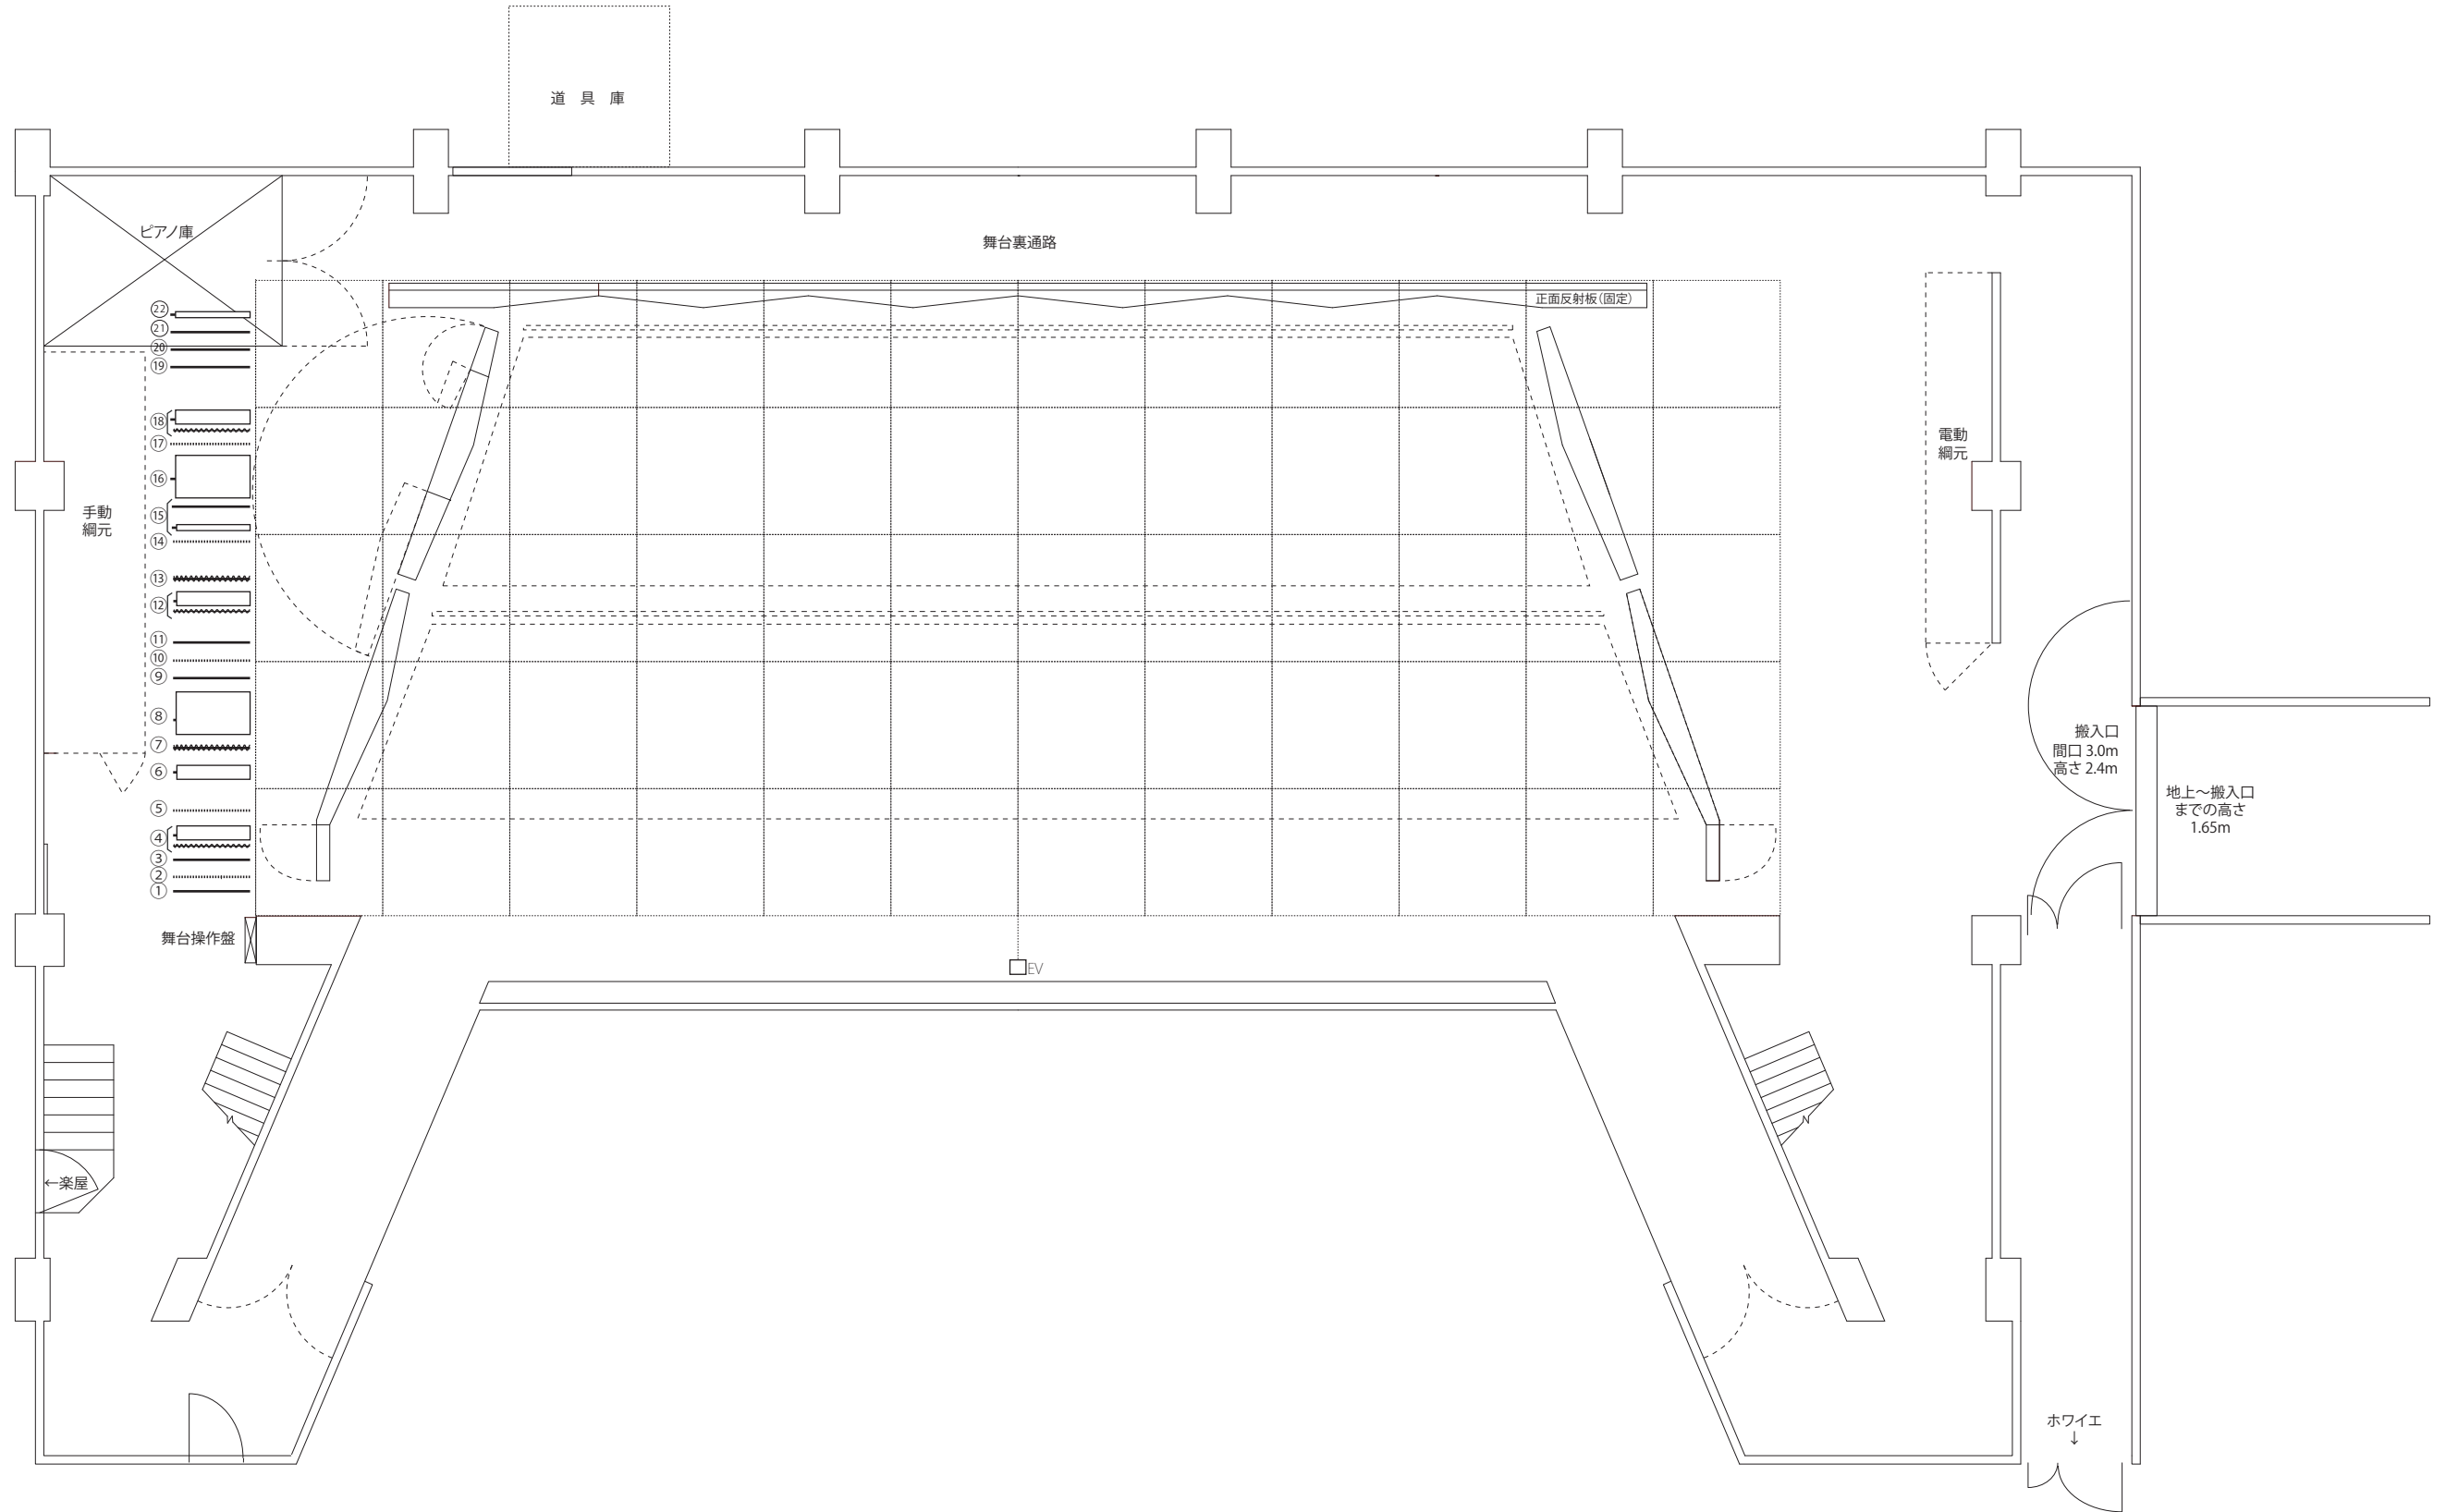 道 具 庫
ピアノ庫
舞台裏通路
正面反射板(固定)
㉒
㉑
⑳
⑲
⑱
⑰
⑯
⑮
⑭
⑬
⑫
⑪
⑩
⑨
⑧
⑦
⑥
⑤
④
③
②
①
手動
綱元
電動
綱元
搬入口
間口 3.0m
高さ 2.4m
地上〜搬入口
までの高さ
1.65m
舞台操作盤
EV
←楽屋
ホワイエ
↓